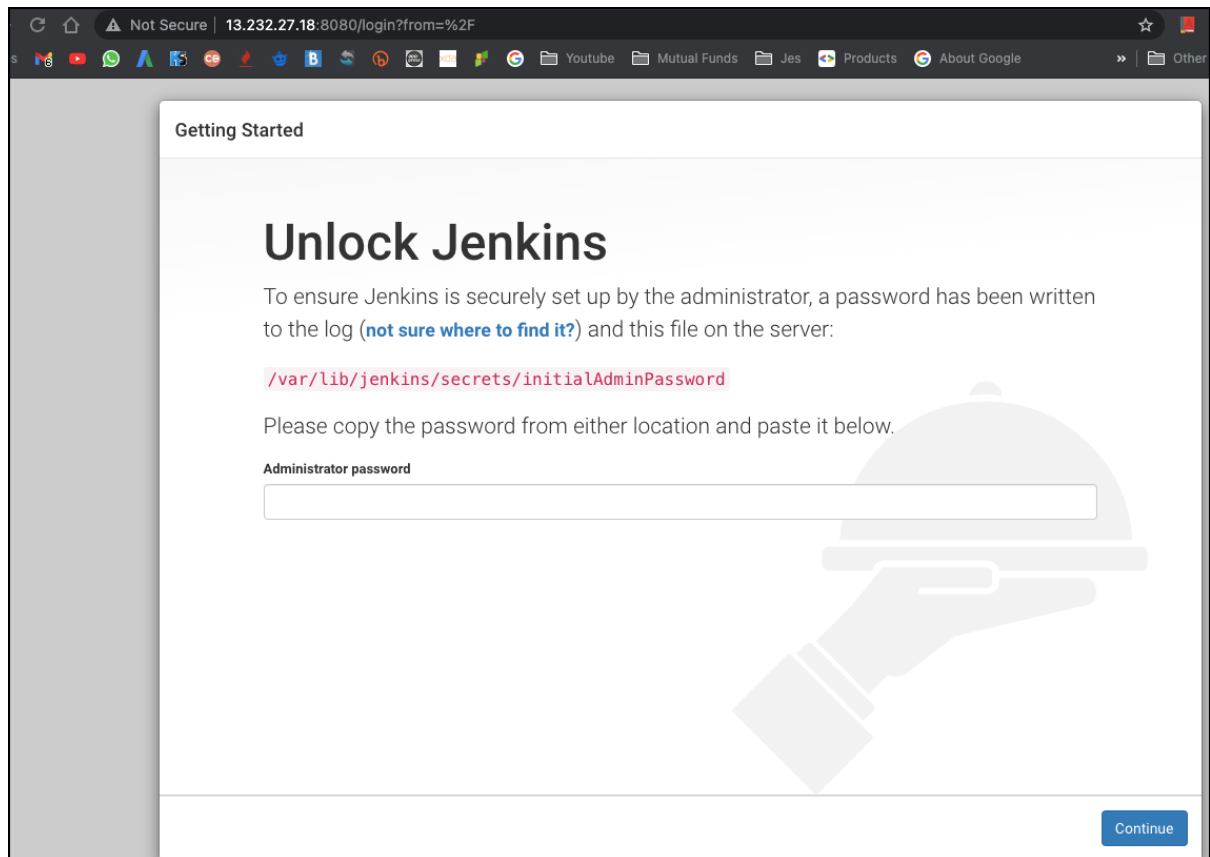 Not Secure | 13.232.27.18:8080/login?from=%2F
s Youtube Mutual Funds Jes Products About Google » Other
Getting Started
Unlock Jenkins
To ensure Jenkins is securely set up by the administrator, a password has been written
to the log (not sure where to find it?) and this file on the server:
/var/lib/jenkins/secrets/initialAdminPassword
Please copy the password from either location and paste it below.
Administrator password
Continue